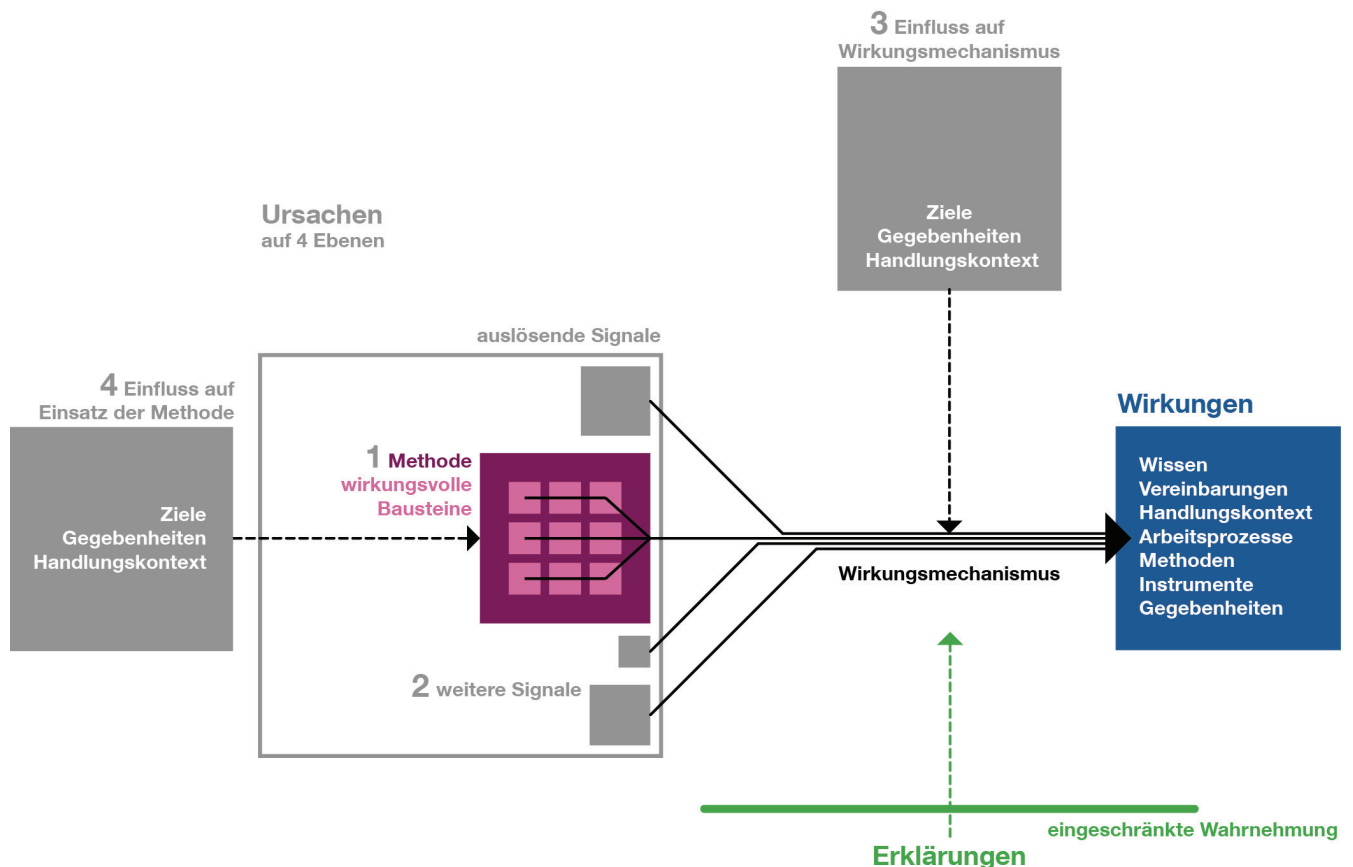 3 Einfluss auf
Wirkungsmechanismus
Ziele
Gegebenheiten
Handlungskontext
Ursachen
auf 4 Ebenen
auslösende Signale
4 Einfluss auf
Einsatz der Methode
Ziele
Gegebenheiten
Handlungskontext
1 Methode
wirkungsvolle
Bausteine
2 weitere Signale
Wirkungsmechanismus
Wirkungen
Wissen
Vereinbarungen
Handlungskontext
Arbeitsprozesse
Methoden
Instrumente
Gegebenheiten
eingeschränkte Wahrnehmung
Erklärungen